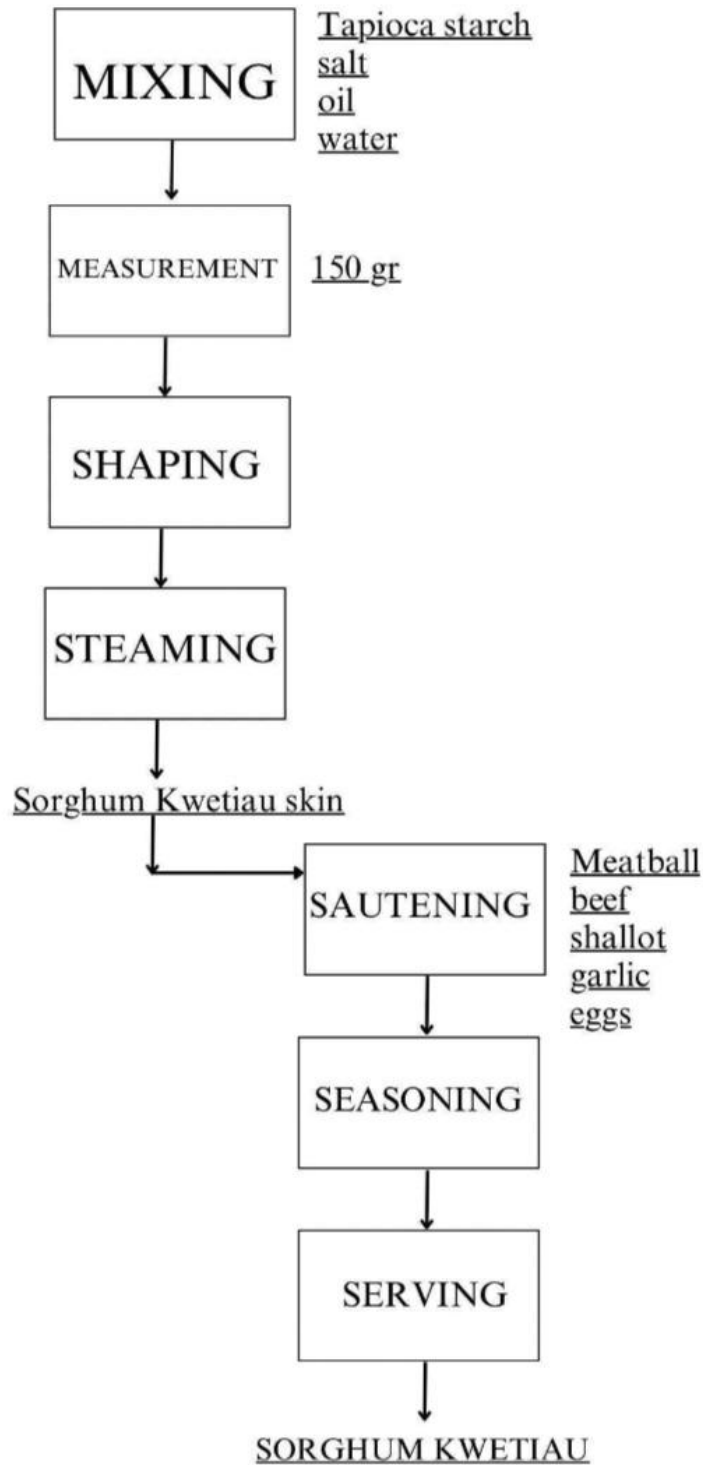 MIXING
Tapioca starch
salt
oil
water
MEASUREMENT
150 gr
SHAPING
STEAMING
Sorghum Kwetiau skin
SAUTENING
Meatball
beef
shallot
garlic
eggs
SEASONING
SERVING
SORGHUM KWETIAU